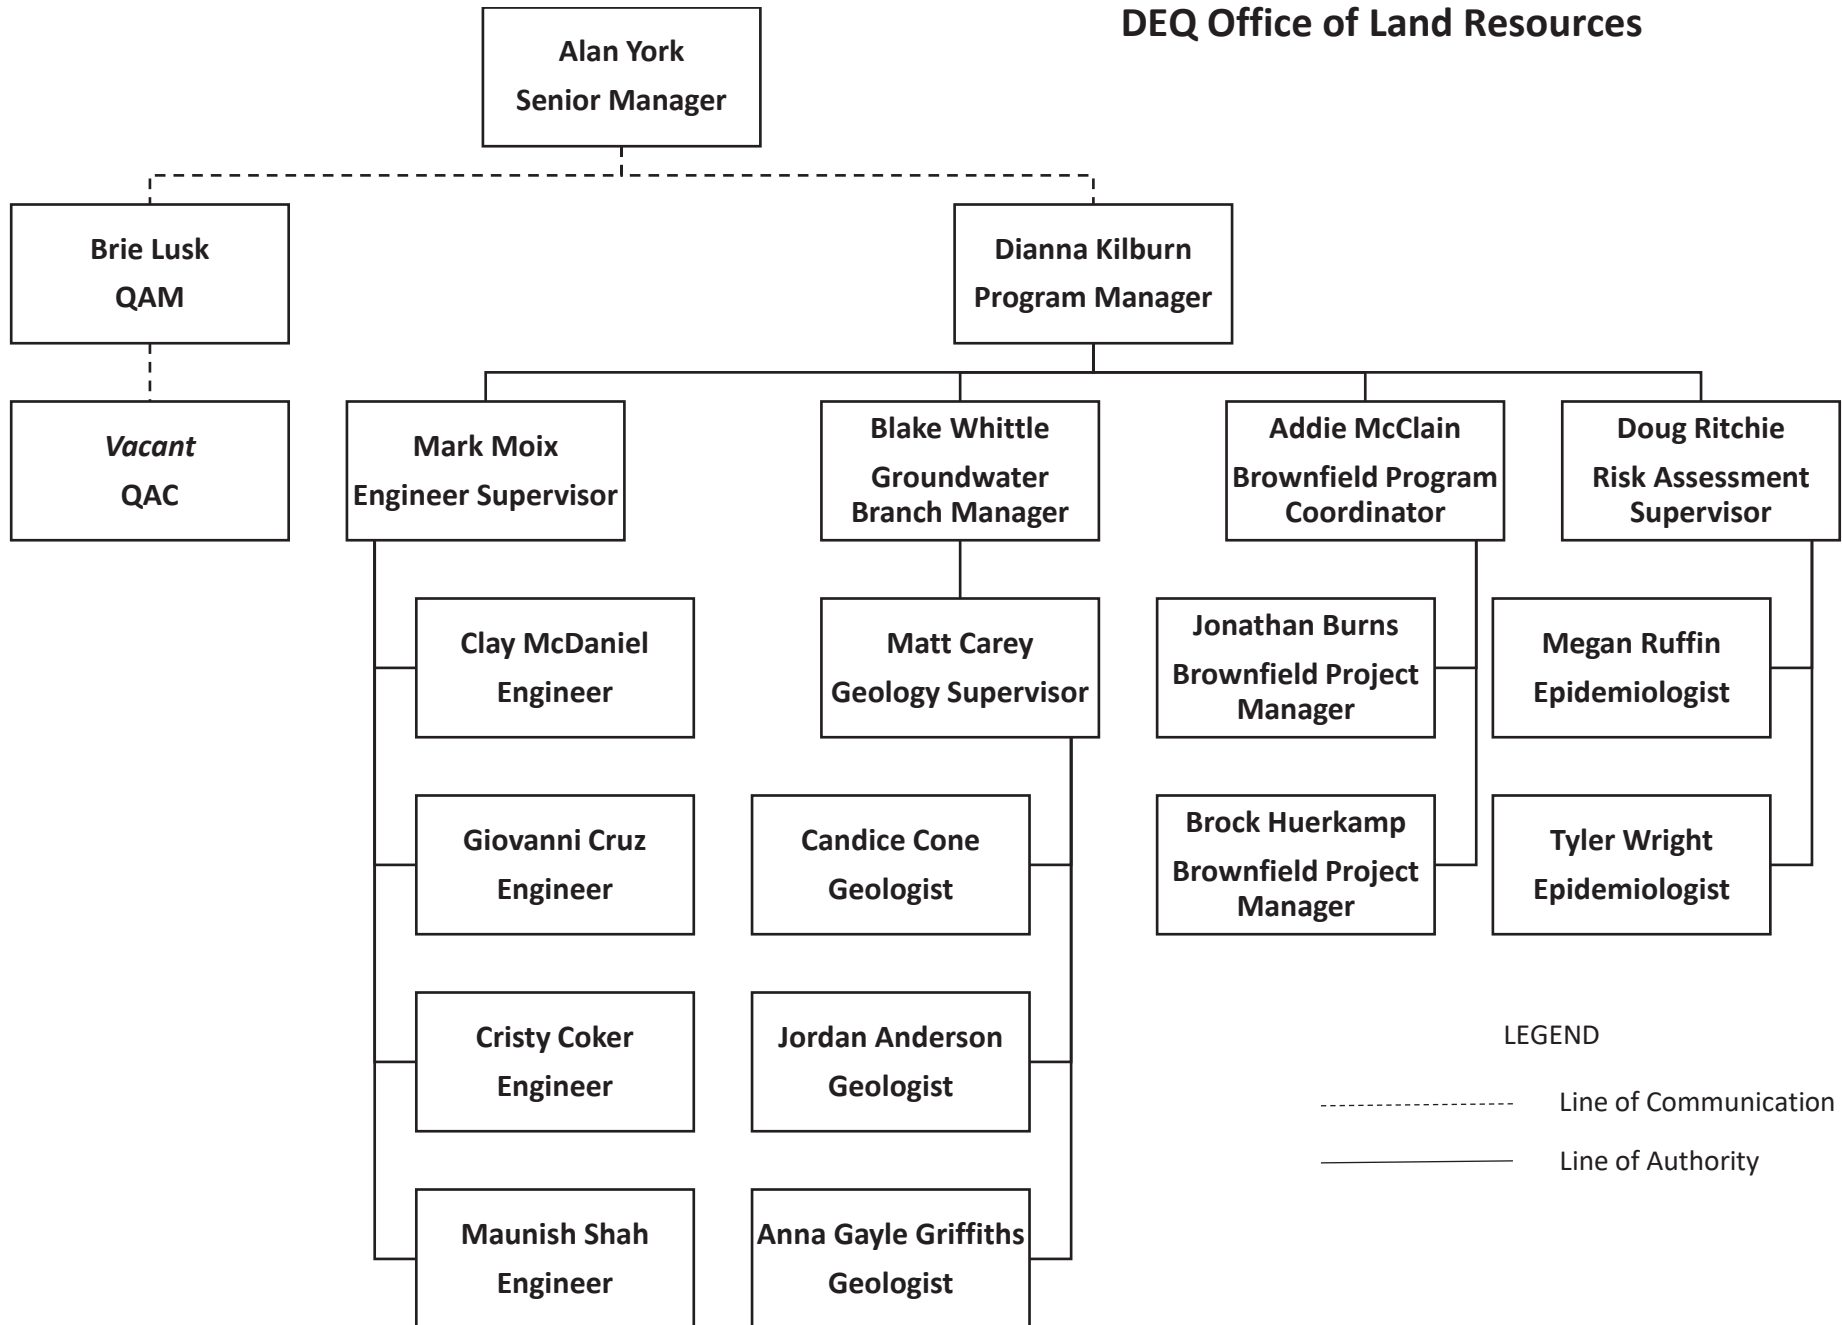 DEQ Office of Land Resources
Alan York
Senior Manager
Brie Lusk
QAM
Dianna Kilburn
Program Manager
Vacant
QAC
Mark Moix
Engineer Supervisor
Blake Whittle
Groundwater
Branch Manager
Addie McClain
Brownfield Program
Coordinator
Doug Ritchie
Risk Assessment
Supervisor
Clay McDaniel
Engineer
Matt Carey
Geology Supervisor
Jonathan Burns
Brownfield Project
Manager
Megan Ruffin
Epidemiologist
Giovanni Cruz
Engineer
Candice Cone
Geologist
Brock Huerkamp
Brownfield Project
Manager
Tyler Wright
Epidemiologist
Cristy Coker
Engineer
Jordan Anderson
Geologist
Maunish Shah
Engineer
Anna Gayle Griffiths
Geologist
LEGEND
Line of Communication
Line of Authority